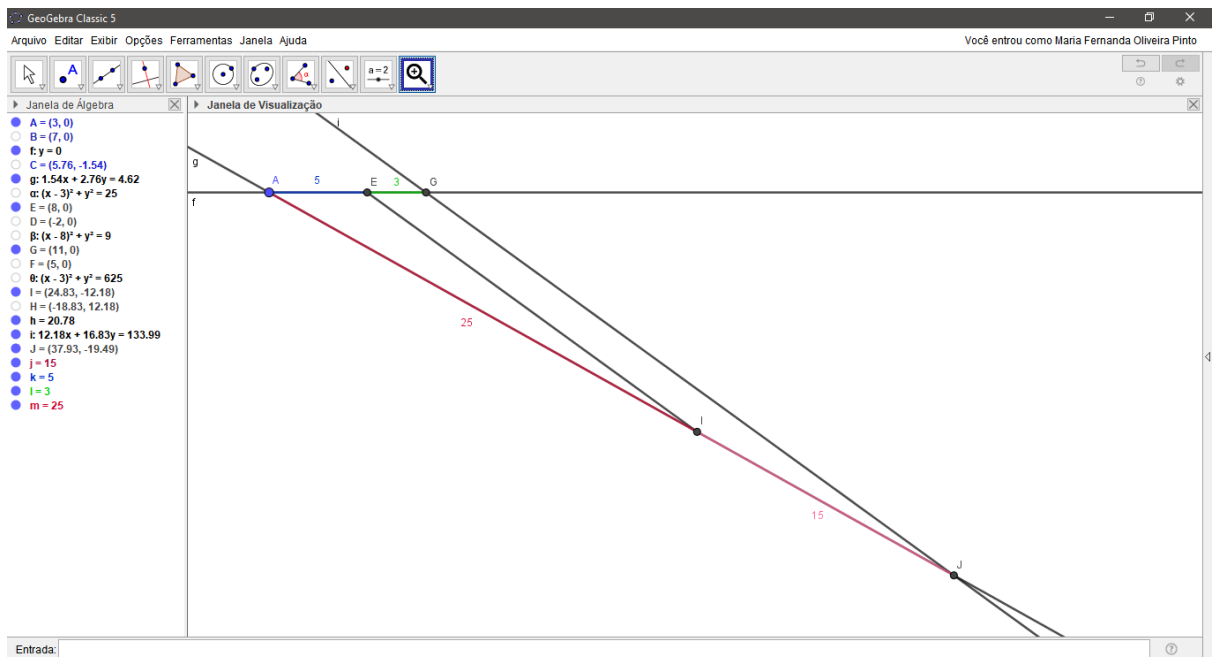 GeoGebra Classic 5
Arquivo Editar Exibir Opções Ferramentas Janela Ajuda
Você entrou como Maria Fernanda Oliveira Pinto
A
a = 2
Janela de Álgebra
Janela de Visualização
A = (3, 0)
B = (7, 0)
f: y = 0
C = (5.76, -1.54)
g: 1.54x + 2.76y = 4.62
α: (x - 3)² + y² = 25
E = (8, 0)
D = (-2, 0)
β: (x - 8)² + y² = 9
G = (11, 0)
F = (5, 0)
θ: (x - 3)² + y² = 625
I = (24.83, -12.18)
H = (-18.83, 12.18)
h = 20.78
i: 12.18x + 16.83y = 133.99
J = (37.93, -19.49)
j = 15
k = 5
l = 3
m = 25
i
g
A
5
E
3
G
f
25
I
15
J
Entrada: